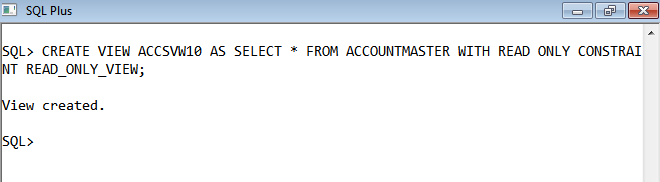 SQL Plus
SQL> CREATE VIEW ACCSVW10 AS SELECT * FROM ACCOUNTMASTER WITH READ ONLY CONSTRAI
NT READ_ONLY_VIEW;
View created.
SQL>